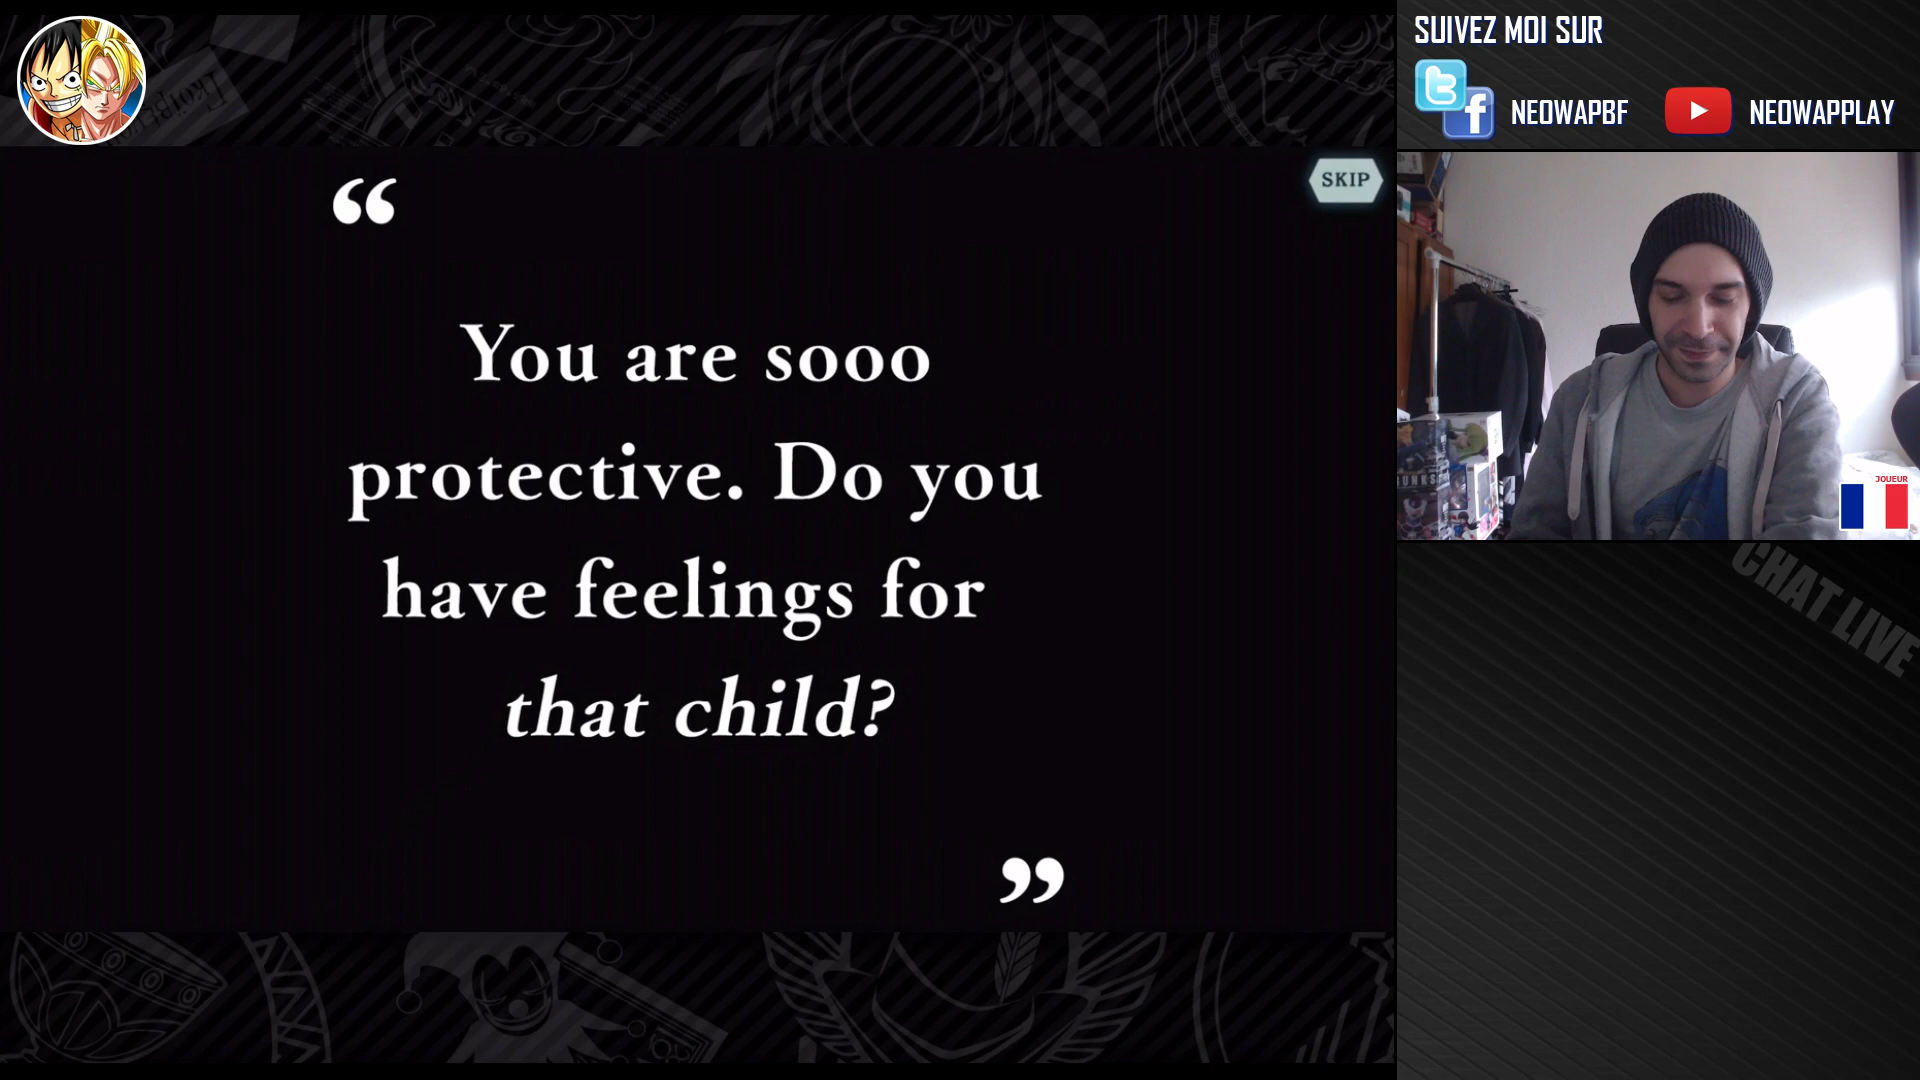 SUIVEZ MOI SUR
NEOWAPBF
NEOWAPPLAY
SKIP
“
You are sooo
protective. Do you
have feelings for
that child?
”
JOUEUR
CHAT LIVE